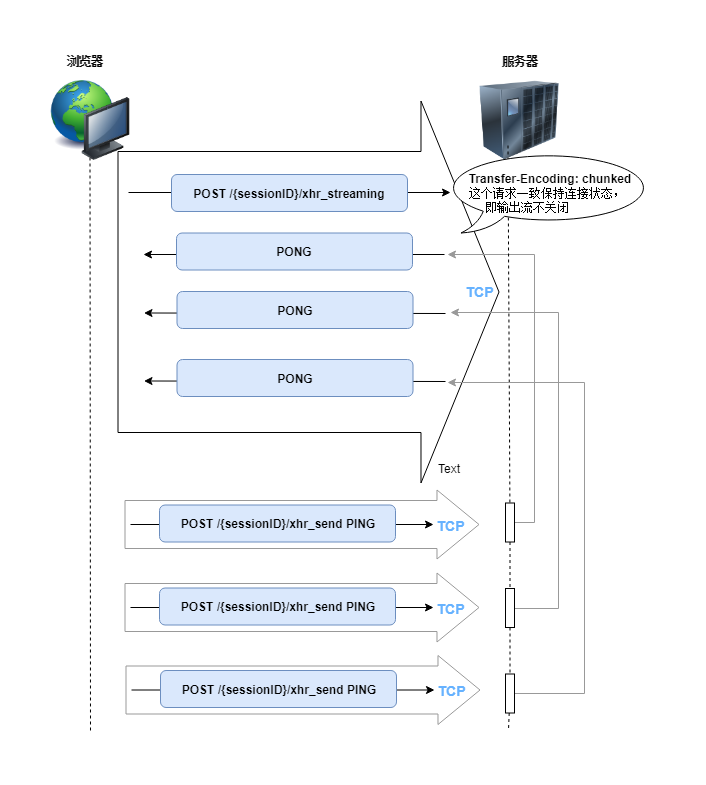 浏览器
服务器
Transfer-Encoding: chunked
这个请求一致保持连接状态，
即输出流不关闭
POST /{sessionID}/xhr_streaming
PONG
TCP
PONG
PONG
Text
POST /{sessionID}/xhr_send PING
TCP
POST /{sessionID}/xhr_send PING
TCP
POST /{sessionID}/xhr_send PING
TCP